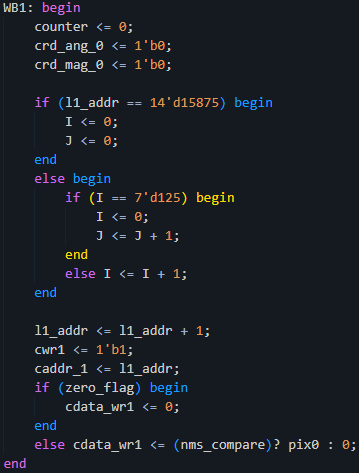 WB1: begin
    counter <= 0;
    crd_ang_0 <= 1'b0;
    crd_mag_0 <= 1'b0;

    if (l1_addr == 14'd15875) begin
        I <= 0;
        J <= 0;
    end
    else begin
        if (I == 7'd125) begin
            I <= 0;
            J <= J + 1;
        end
        else I <= I + 1;
    end

    l1_addr <= l1_addr + 1;
    cwr1 <= 1'b1;
    caddr_1 <= l1_addr;
    if (zero_flag) begin
        cdata_wr1 <= 0;
    end
    else cdata_wr1 <= (nms_compare)? pix0 : 0;
end